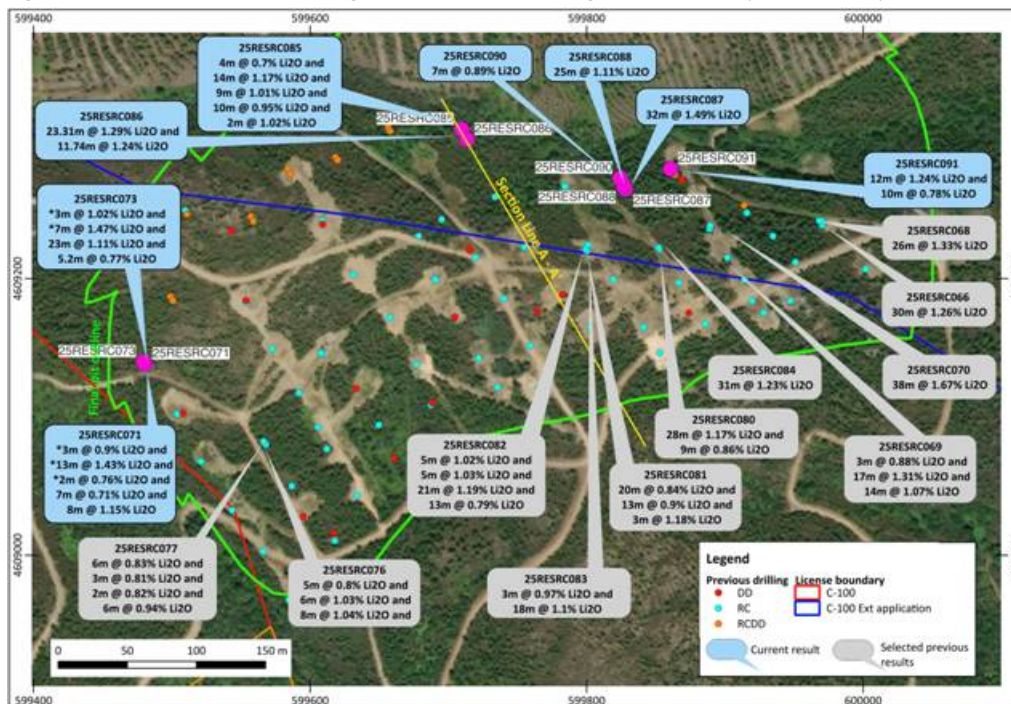 599400
599600
599800
600000
25RESRC085
4m @ 0.7% Li2O and
14m @ 1.17% Li2O and
9m @ 1.01% Li2O and
10m @ 0.95% Li2O and
2m @ 1.02% Li2O
25RESRC090
7m @ 0.89% Li2O
25RESRC088
25m @ 1.11% Li2O
25RESRC087
32m @ 1.49% Li2O
25RESRC086
23.31m @ 1.29% Li2O and
11.74m @ 1.24% Li2O
25RESRC085
25RESRC086
25RESRC090
25RESRC091
25RESRC088
25RESRC087
25RESRC091
12m @ 1.24% Li2O and
10m @ 0.78% Li2O
25RESRC073
*3m @ 1.02% Li2O and
*7m @ 1.47% Li2O and
23m @ 1.11% Li2O and
5.2m @ 0.77% Li2O
Section Line A - A'
25RESRC068
26m @ 1.33% Li2O
4609200
4609200
25RESRC066
30m @ 1.26% Li2O
25RESRC073
25RESRC071
25RESRC084
31m @ 1.23% Li2O
25RESRC070
38m @ 1.67% Li2O
25RESRC071
*3m @ 0.9% Li2O and
*13m @ 1.43% Li2O and
*2m @ 0.76% Li2O and
7m @ 0.71% Li2O and
8m @ 1.15% Li2O
25RESRC082
5m @ 1.02% Li2O and
5m @ 1.03% Li2O and
21m @ 1.19% Li2O and
13m @ 0.79% Li2O
25RESRC080
28m @ 1.17% Li2O and
9m @ 0.86% Li2O
25RESRC081
20m @ 0.84% Li2O and
13m @ 0.9% Li2O and
3m @ 1.18% Li2O
25RESRC069
3m @ 0.88% Li2O and
17m @ 1.31% Li2O and
14m @ 1.07% Li2O
25RESRC077
6m @ 0.83% Li2O and
3m @ 0.81% Li2O and
2m @ 0.82% Li2O and
6m @ 0.94% Li2O
25RESRC076
5m @ 0.8% Li2O and
6m @ 1.03% Li2O and
8m @ 1.04% Li2O and
25RESRC083
3m @ 0.97% Li2O and
18m @ 1.1% Li2O
4609000
4609000
Legend
Previous drilling
DD
RC
RCDD
License boundary
C-100
C-100 Ext application
Current result
Selected previous
results
0
50
100
150 m
599400
599600
599800
600000